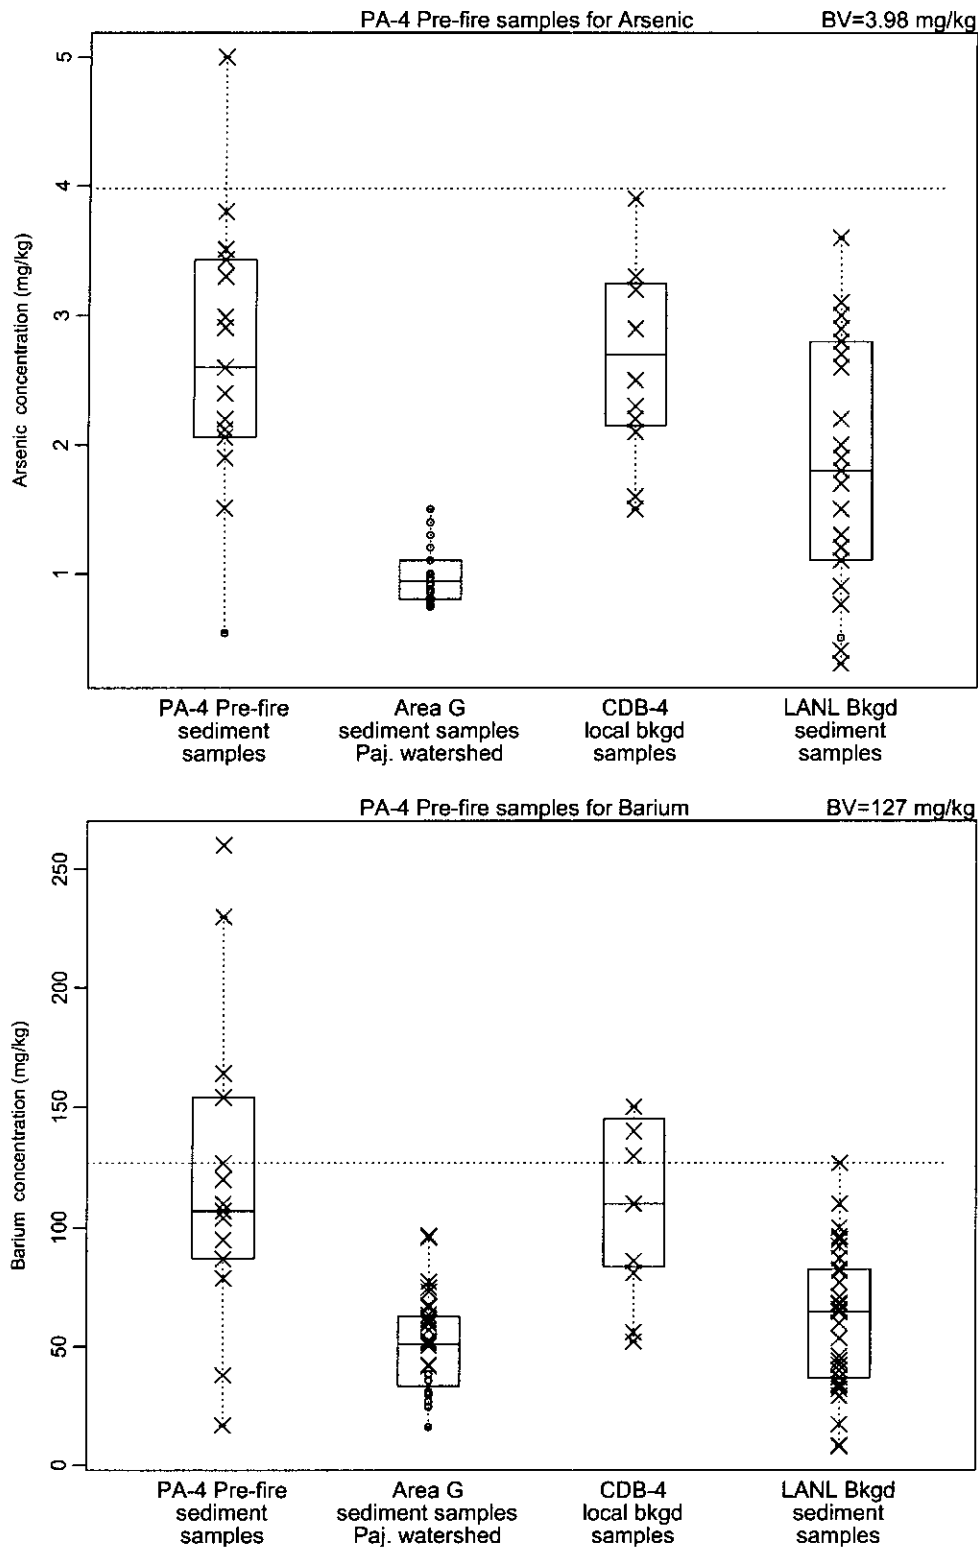 PA-4 Pre-fire samples for Arsenic BV=3.98 mg/kg
Arsenic concentration (mg/kg)
5
4
3
2
1
PA-4 Pre-fire
sediment
samples
Area G
sediment samples
Paj. watershed
CDB-4
local bkgd
samples
LANL Bkgd
sediment
samples
PA-4 Pre-fire samples for Barium BV=127 mg/kg
Barium concentration (mg/kg)
250
200
150
100
50
0
PA-4 Pre-fire
sediment
samples
Area G
sediment samples
Paj. watershed
CDB-4
local bkgd
samples
LANL Bkgd
sediment
samples